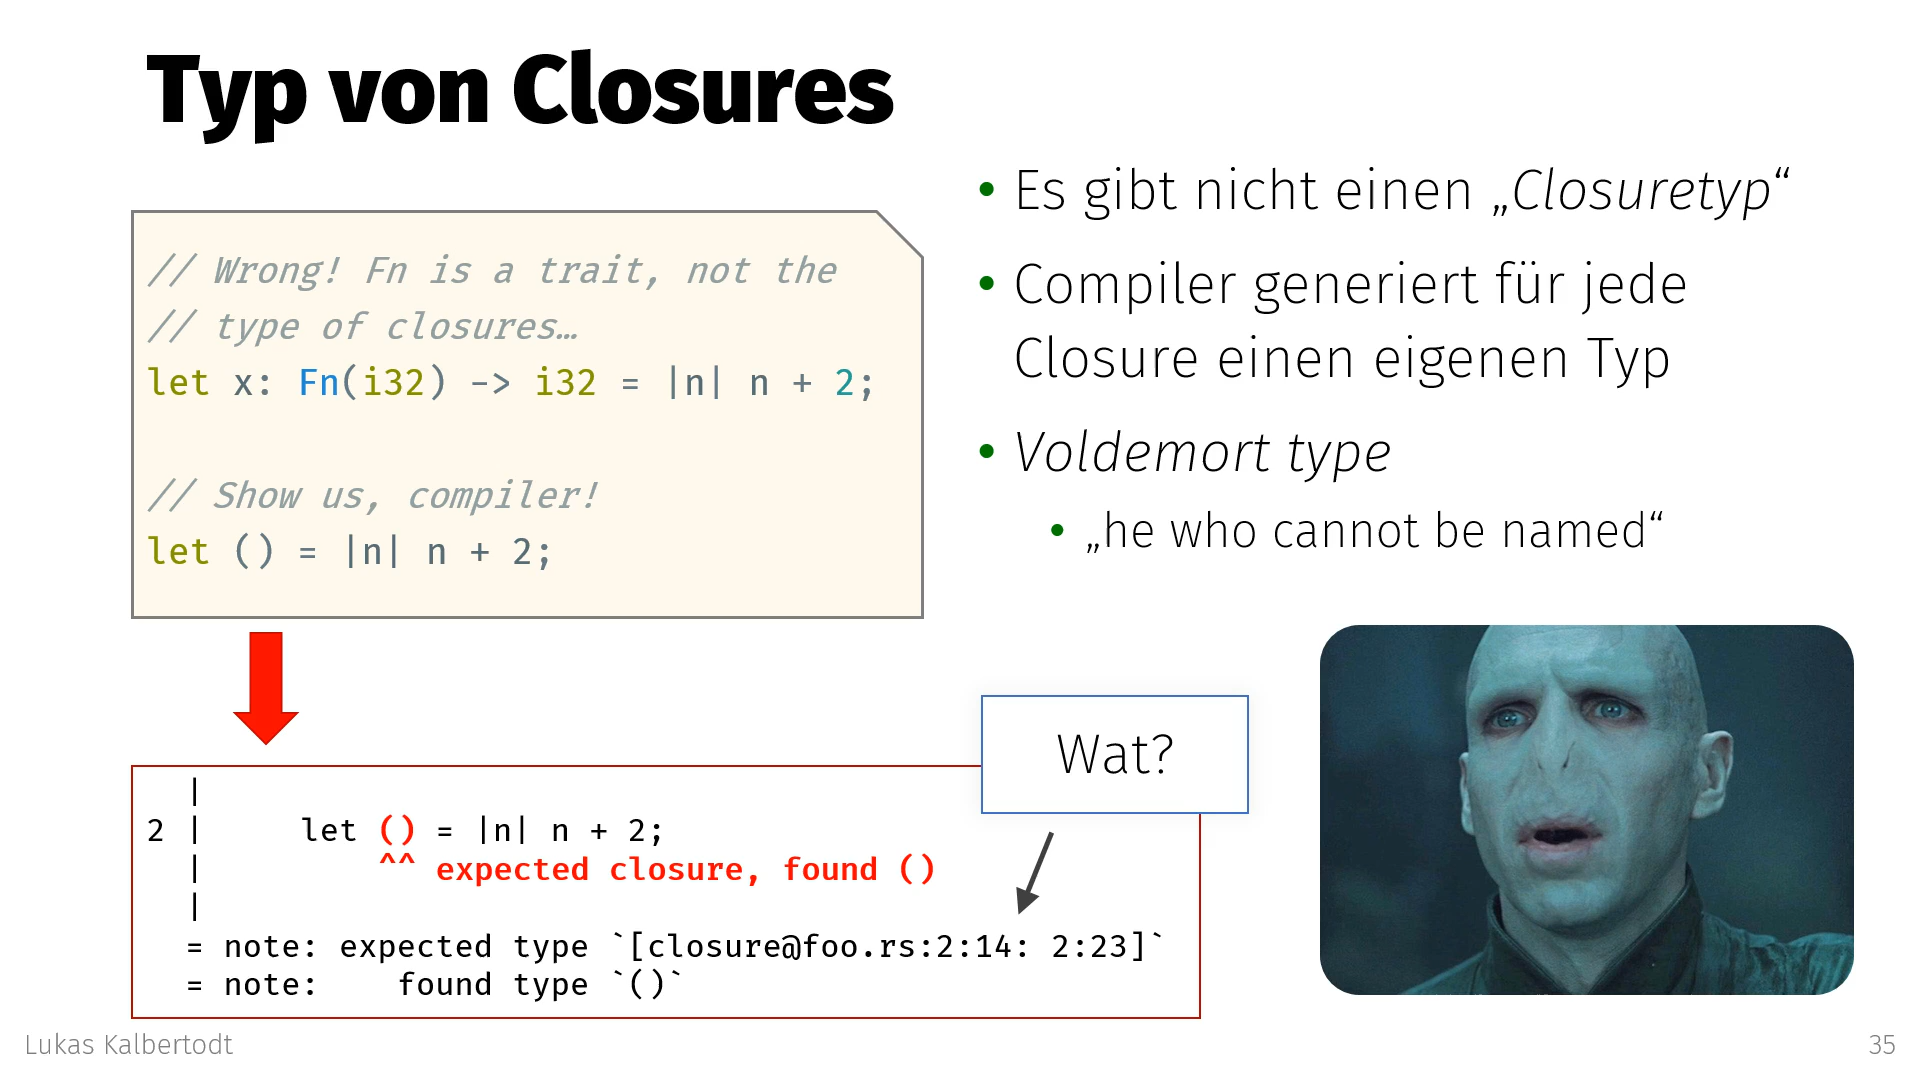 Typ von Closures
// Wrong! Fn is a trait, not the
// type of closures…
let x: Fn(i32) -> i32 = |n| n + 2;
// Show us, compiler!
let () = |n| n + 2;
• Es gibt nicht einen „Closuretyp“
• Compiler generiert für jede
Closure einen eigenen Typ
• Voldemort type
• „he who cannot be named“
Wat?
|
2 | let () = |n| n + 2;
| ^^ expected closure, found ()
|
= note: expected type `[closure@foo.rs:2:14: 2:23]`
= note: found type `()`
Lukas Kalbertodt
35